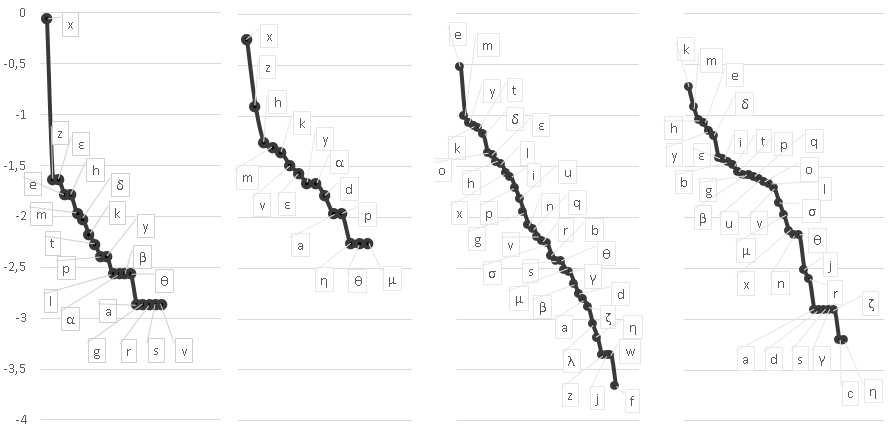 0
-0,5
-1
-1,5
-2
-2,5
-3
-3,5
-4
x
z
ε
h
e
δ
m
k
y
t
p
β
θ
l
α
a
g
r
s
v
x
z
h
k
y
m
α
v
ε
d
p
a
η
θ
μ
e
m
y
t
δ
ε
k
o
l
h
i
u
x
p
n
q
g
v
r
b
σ
s
θ
γ
μ
β
d
a
ζ
η
λ
w
z
j
f
k
m
e
δ
h
i
t
p
q
y
ε
b
g
o
l
β
u
v
σ
μ
θ
x
n
j
r
ζ
a
d
s
γ
c
η